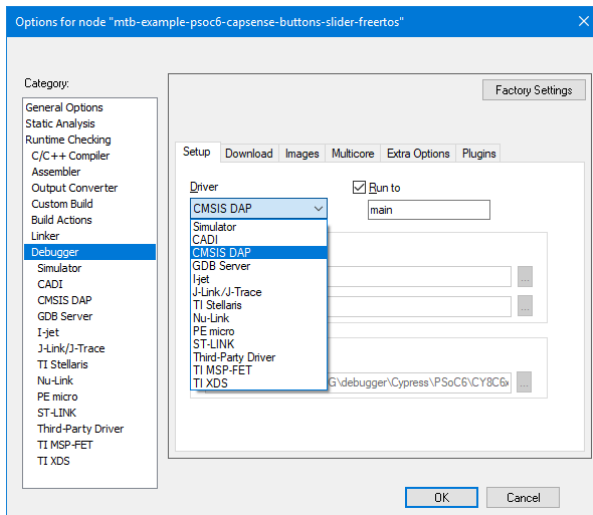 Options for node "mtb-example-psoc6-capsense-buttons-slider-freertos"
Category:
Factory Settings
General Options
Static Analysis
Runtime Checking
C/C++ Compiler
Assembler
Output Converter
Custom Build
Build Actions
Linker
Debugger
Simulator
CADI
CMSIS DAP
GDB Server
I-jet
J-Link/J-Trace
TI Stellaris
Nu-Link
PE micro
ST-LINK
Third-Party Driver
TI MSP-FET
TI XDS
Setup Download Images Multicore Extra Options Plugins
Driver
Run to
CMSIS DAP
main
Simulator
CADI
CMSIS DAP
GDB Server
I-jet
J-Link/J-Trace
TI Stellaris
Nu-Link
PE micro
ST-LINK
Third-Party Driver
TI MSP-FET
TI XDS
G\debugger\Cypress\PSoC6\CY8C6
...
...
...
OK Cancel